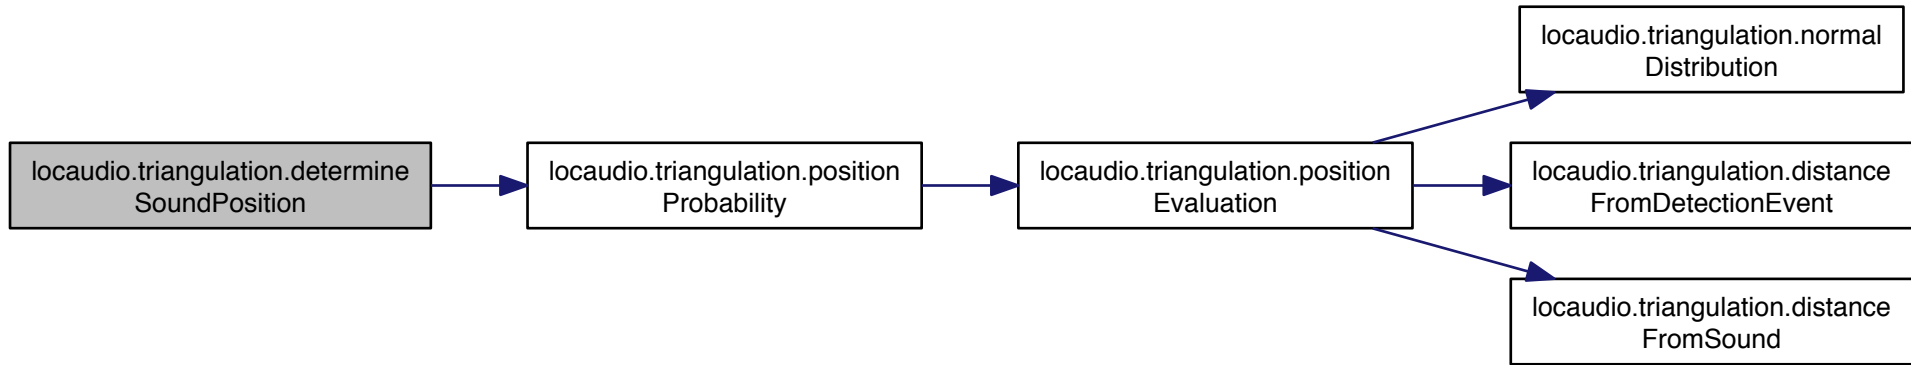 locaudio.triangulation.determine
SoundPosition
locaudio.triangulation.position
Probability
locaudio.triangulation.position
Evaluation
locaudio.triangulation.normal
Distribution
locaudio.triangulation.distance
FromDetectionEvent
locaudio.triangulation.distance
FromSound